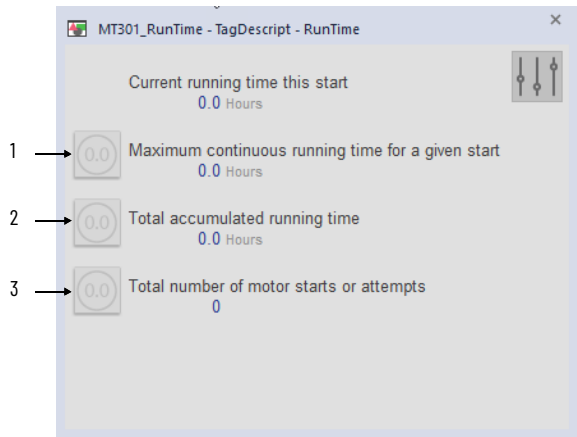 MT301_RunTime - TagDescript - RunTime
Current running time this start
0.0 Hours
1
0.0
Maximum continuous running time for a given start
0.0 Hours
2
0.0
Total accumulated running time
0.0 Hours
3
0.0
Total number of motor starts or attempts
0